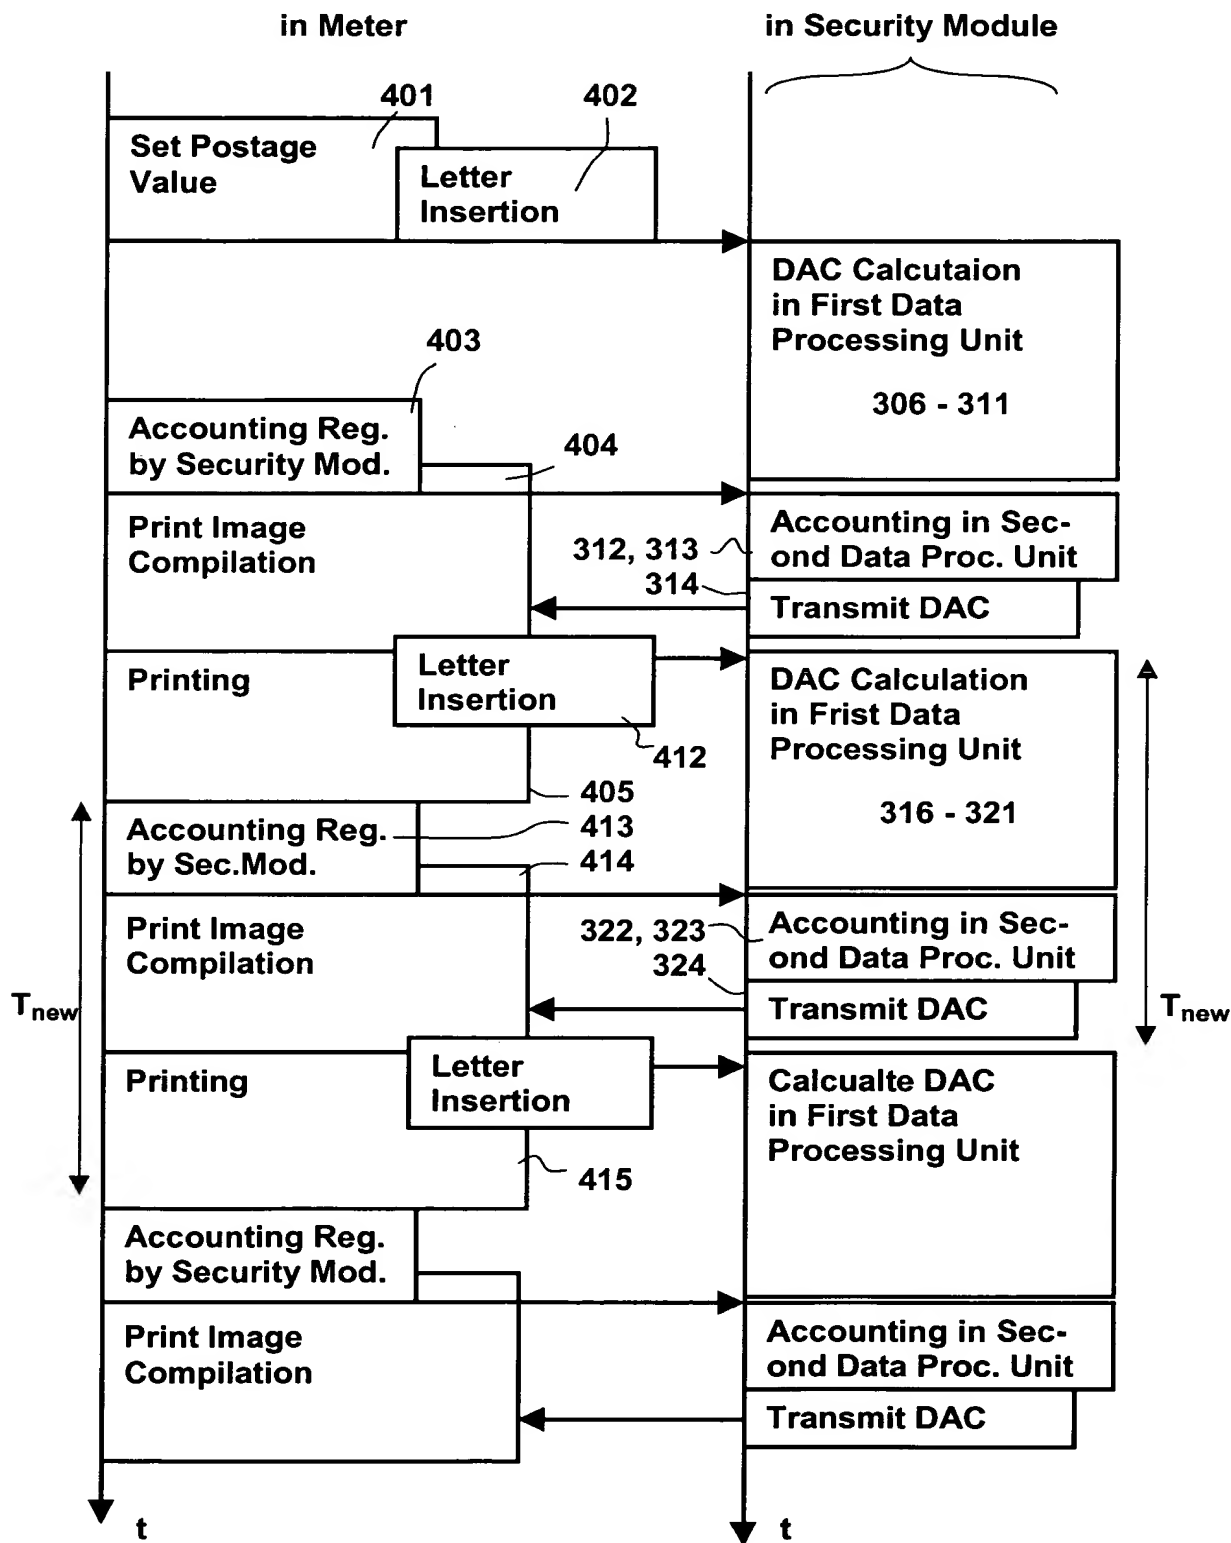 in Meter
in Security Module
401
402
Set Postage
Value
Letter
Insertion
DAC Calcutaion
in First Data
Processing Unit
306 - 311
403
Accounting Reg.
by Security Mod.
404
Print Image
Compilation
312, 313
314
Accounting in Sec-
ond Data Proc. Unit
Transmit DAC
Printing
Letter
Insertion
412
DAC Calculation
in Frist Data
Processing Unit
316 - 321
405
Accounting Reg.
by Sec.Mod.
413
414
Print Image
Compilation
322, 323
324
Accounting in Sec-
ond Data Proc. Unit
Transmit DAC
Tnew
Tnew
Printing
Letter
Insertion
415
Calcualte DAC
in First Data
Processing Unit
Accounting Reg.
by Security Mod.
Print Image
Compilation
Accounting in Sec-
ond Data Proc. Unit
Transmit DAC
t
t